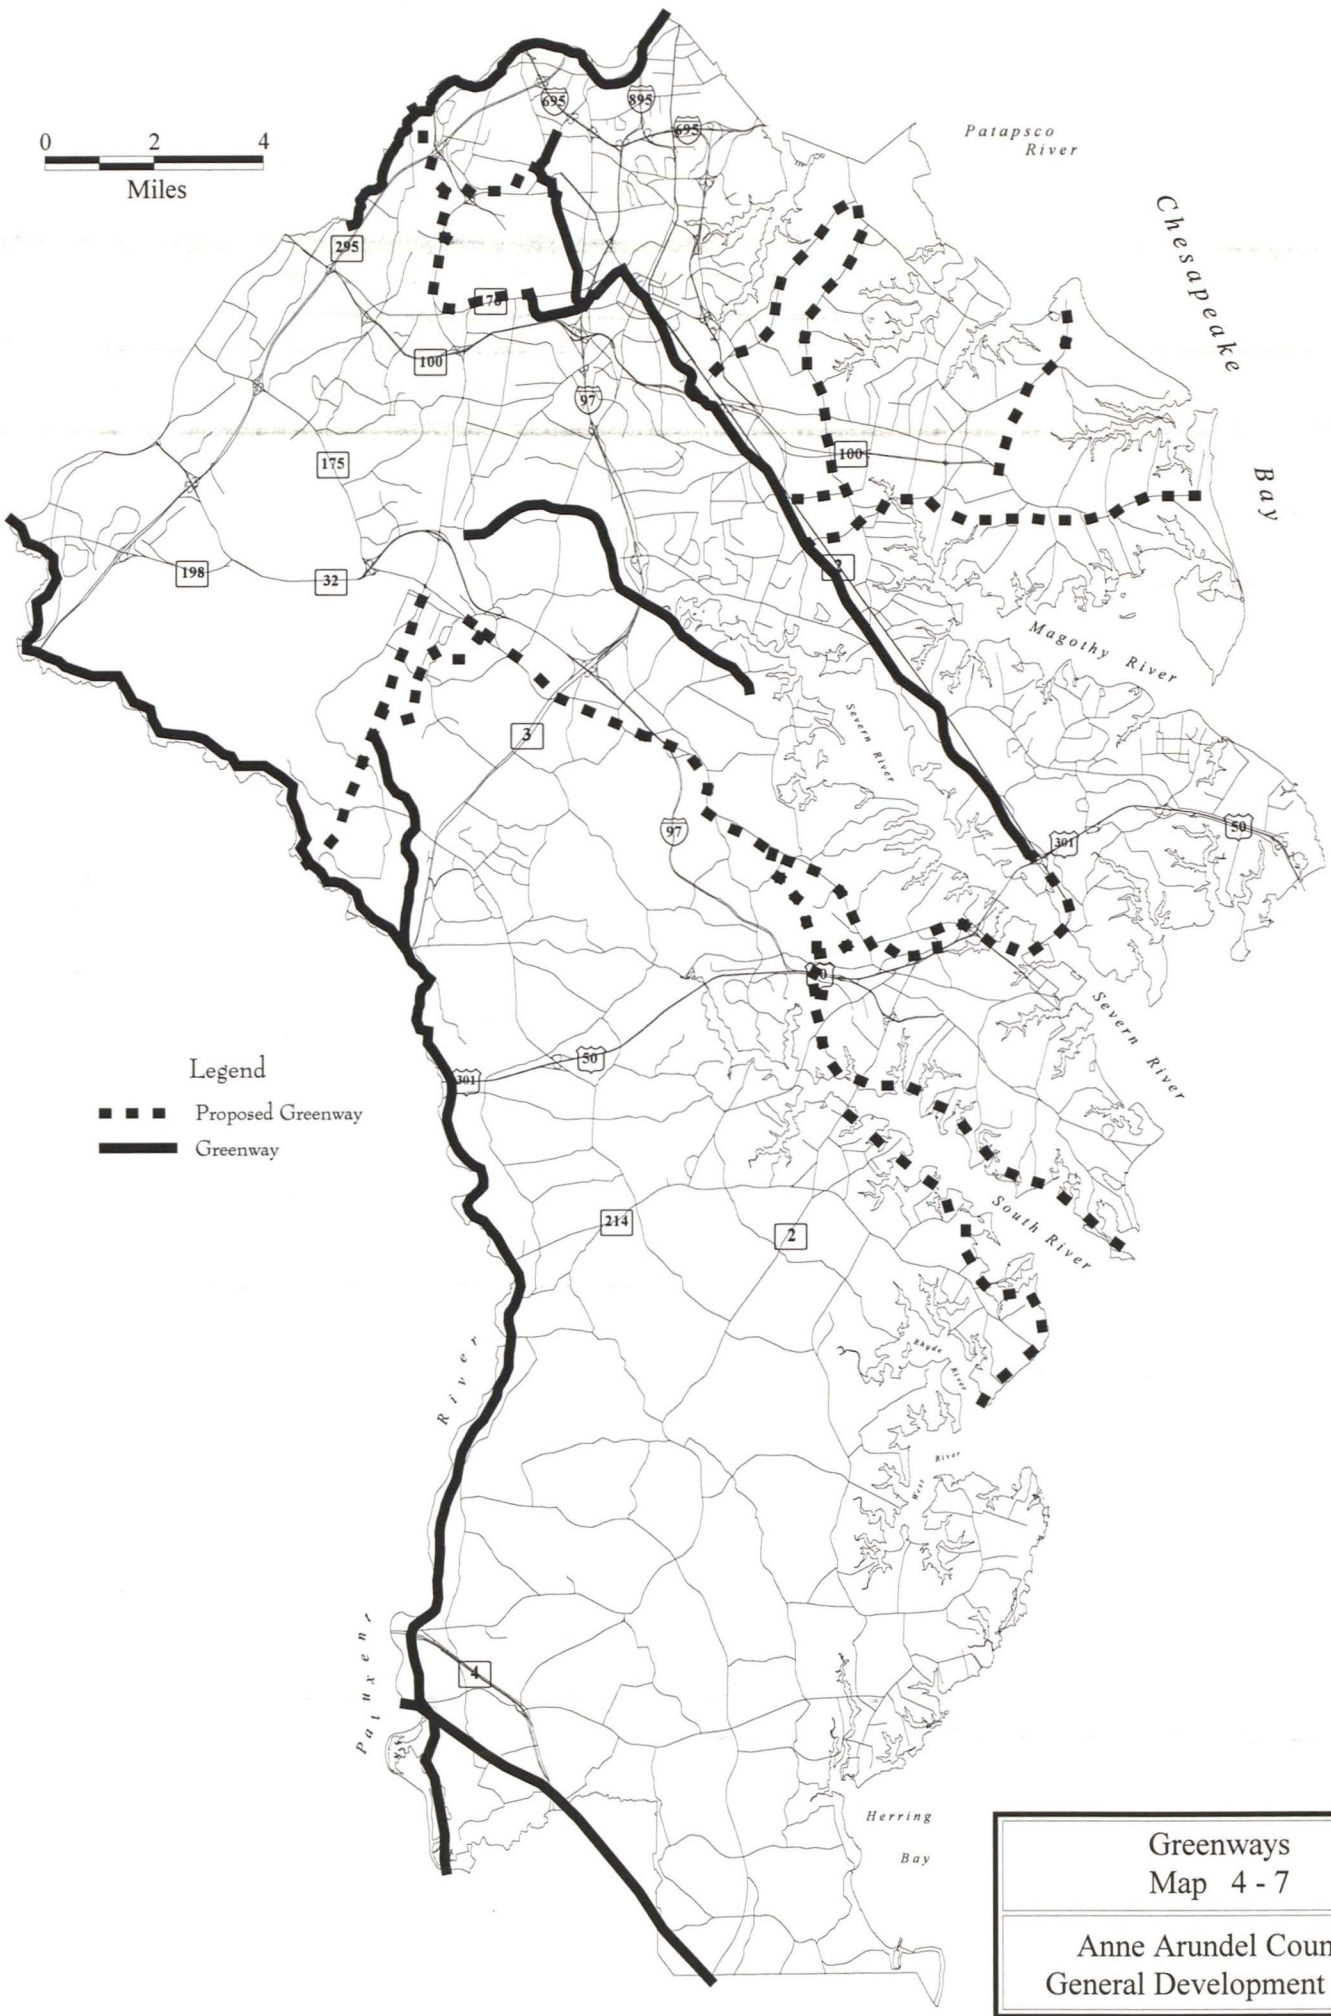 695
895
695
Patapsco
River
0 2 4
Miles
Chesapeake
Bay
295
176
100
97
175
100
198
32
2
Magothy River
Severn River
3
97
50
301
Severn River
50
301
Legend
Proposed Greenway
Greenway
214
2
South River
Rhode River
River
West River
4
Herring
Bay
Greenways
Map 4 - 7
Anne Arundel Coun
General Development